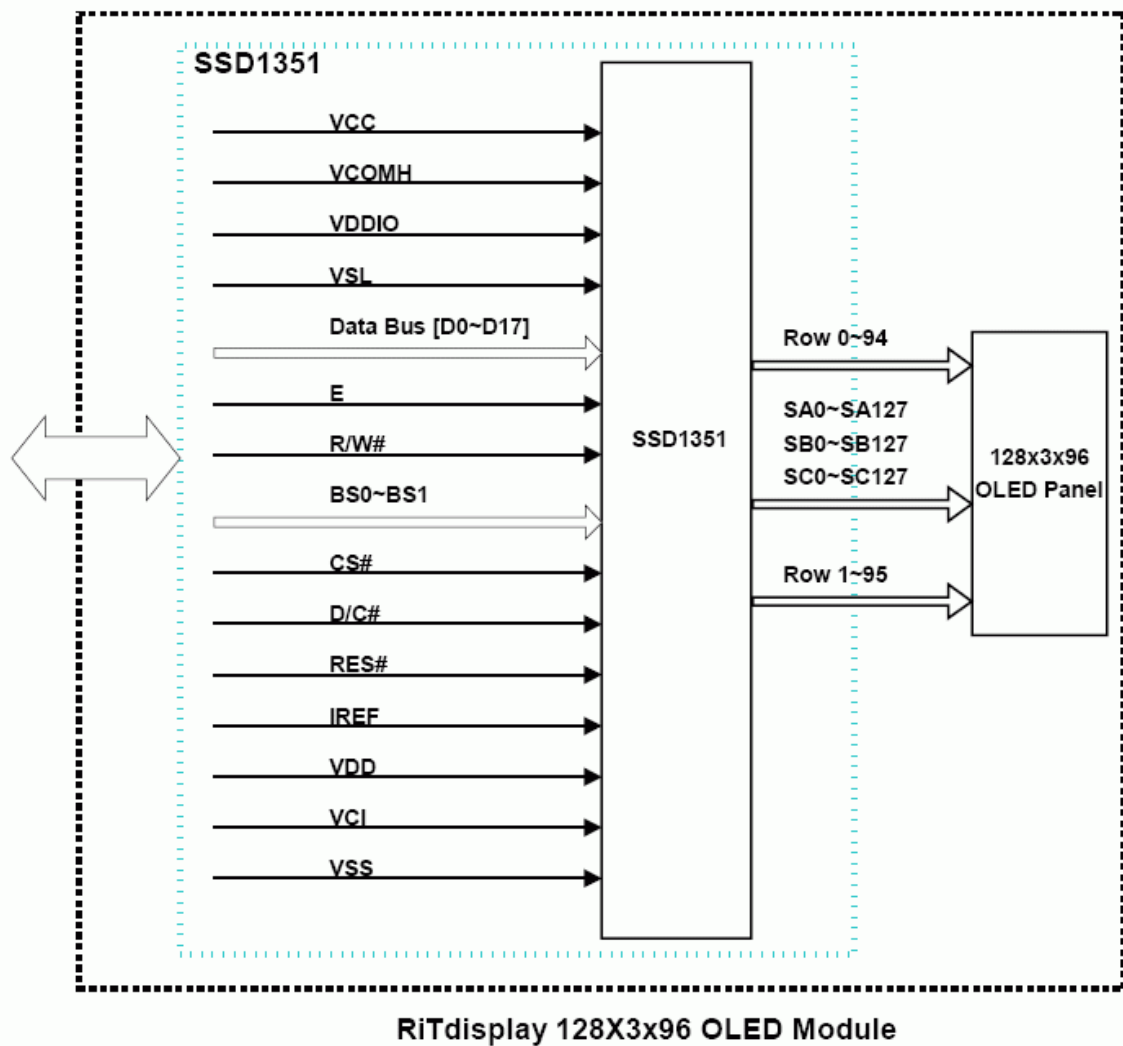 SSD1351
VCC
VCOMH
VDDIO
VSL
Data Bus [D0~D17]
E
R/W#
BS0~BS1
CS#
D/C#
RES#
IREF
VDD
VCI
VSS
SSD1351
Row 0~94
SA0~SA127
SB0~SB127
SC0~SC127
Row 1~95
128x3x96
OLED Panel
RiTdisplay 128X3x96 OLED Module